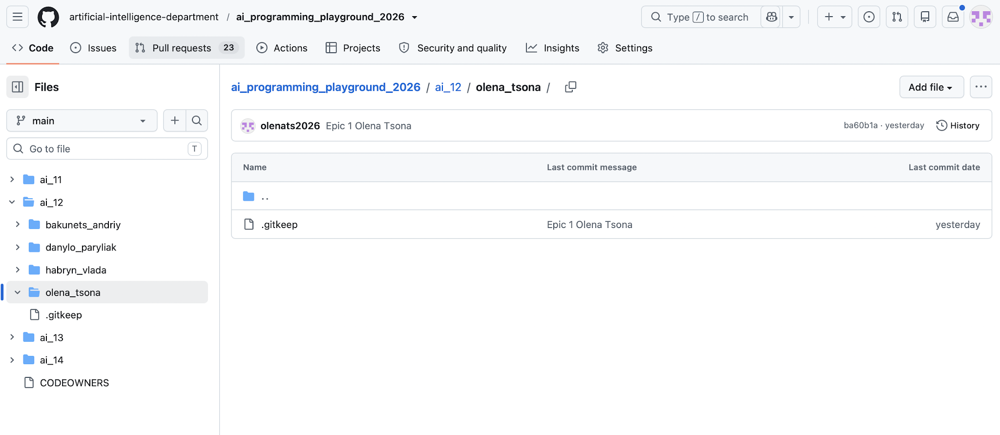 artificial-intelligence-department / ai_programming_playground_2026
Type / to search
Code
Issues
Pull requests 23
Actions
Projects
Security and quality
Insights
Settings
Files
main
Go to file T
ai_11
ai_12
bakunets_andriy
danylo_paryliak
habryn_vlada
olena_tsona
.gitkeep
ai_13
ai_14
CODEOWNERS
ai_programming_playground_2026 / ai_12 / olena_tsona /
Add file
olenats2026 Epic 1 Olena Tsona
ba60b1a · yesterday
History
Name Last commit message Last commit date
..
.gitkeep Epic 1 Olena Tsona yesterday